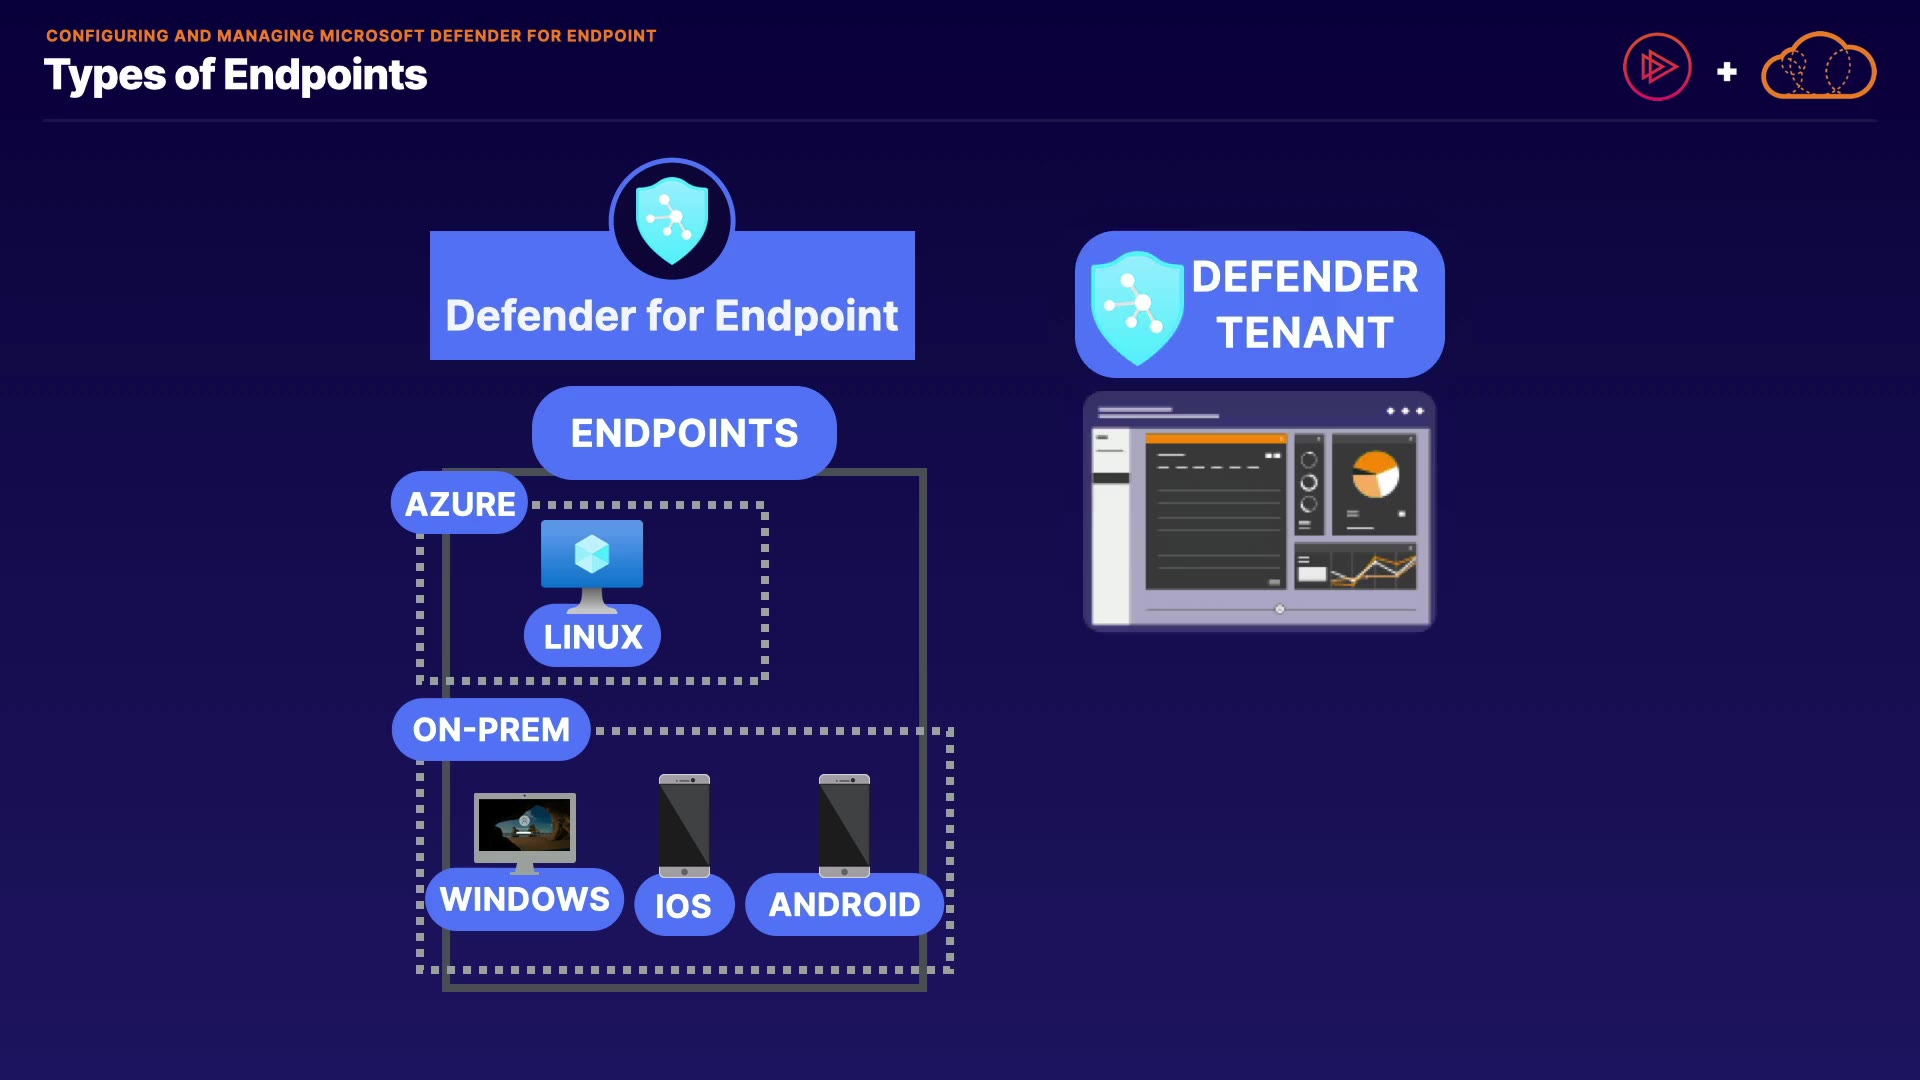 CONFIGURING AND MANAGING MICROSOFT DEFENDER FOR ENDPOINT
Types of Endpoints
Defender for Endpoint
DEFENDER
TENANT
ENDPOINTS
AZURE
LINUX
ON-PREM
WINDOWS
IOS
ANDROID